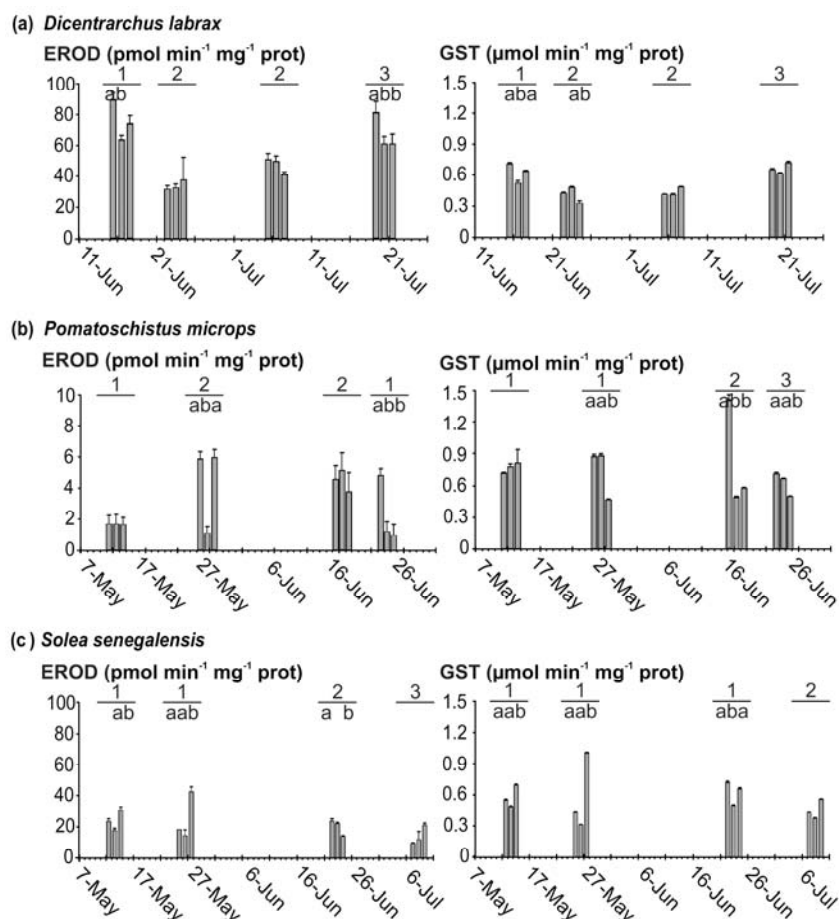 (a) Dicentrarchus labrax
EROD (pmol min⁻¹ mg⁻¹ prot)
1 2 2 3
ab abb
100
80
60
40
20
0
11-Jun 21-Jun 1-Jul 11-Jul 21-Jul
GST (µmol min⁻¹ mg⁻¹ prot)
1 2 2 3
aba ab
1.5
1.2
0.9
0.6
0.3
0
11-Jun 21-Jun 1-Jul 11-Jul 21-Jul
(b) Pomatoschistus microps
EROD (pmol min⁻¹ mg⁻¹ prot)
1 2 2 1
aba abb
10
8
6
4
2
0
7-May 17-May 27-May 6-Jun 16-Jun 26-Jun
GST (µmol min⁻¹ mg⁻¹ prot)
1 1 2 3
aab abb aab
1.5
1.2
0.9
0.6
0.3
0
7-May 17-May 27-May 6-Jun 16-Jun 26-Jun
(c) Solea senegalensis
EROD (pmol min⁻¹ mg⁻¹ prot)
1 1 2 3
ab aab a b
100
80
60
40
20
0
7-May 17-May 27-May 6-Jun 16-Jun 26-Jun 6-Jul
GST (µmol min⁻¹ mg⁻¹ prot)
1 1 1 2
aab aab aba
1.5
1.2
0.9
0.6
0.3
0
7-May 17-May 27-May 6-Jun 16-Jun 26-Jun 6-Jul